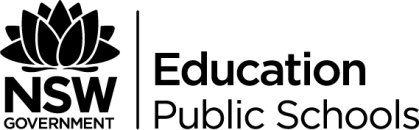 NSW
GOVERNMENT
Education
Public Schools